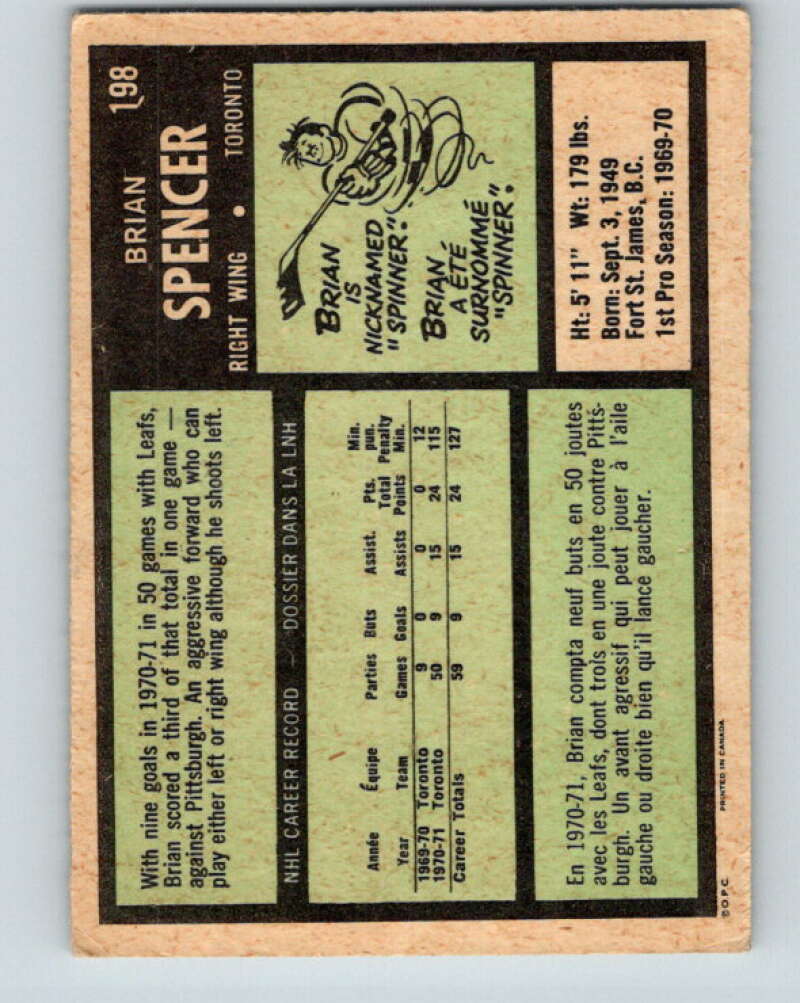 198
BRIAN
SPENCER
RIGHT WING • TORONTO
With nine goals in 1970-71 in 50 games with Leafs,
Brian scored a third of that total in one game —
against Pittsburgh. An aggressive forward who can
play either left or right wing although he shoots left.
BRIAN
IS
NICKNAMED
"SPINNER".
BRIAN
A ÉTÉ
SURNOMMÉ
"SPINNER".
NHL CAREER RECORD — DOSSIER DANS LA LNH
Min.
Pts. pun.
Année Équipe Parties Buts Assist. Total Penalty
Year Team Games Goals Assists Points Min.
1969-70 Toronto 9 0 0 0 12
1970-71 Toronto 50 9 15 24 115
Career Totals 59 9 15 24 127
Ht: 5' 11" Wt: 179 lbs.
Born: Sept. 3, 1949
Fort St. James, B.C.
1st Pro Season: 1969-70
En 1970-71, Brian compta neuf buts en 50 joutes
avec les Leafs, dont trois en une joute contre Pitts-
burgh. Un avant agressif qui peut jouer à l'aile
gauche ou droite bien qu'il lance gaucher.
© O.P.C. PRINTED IN CANADA